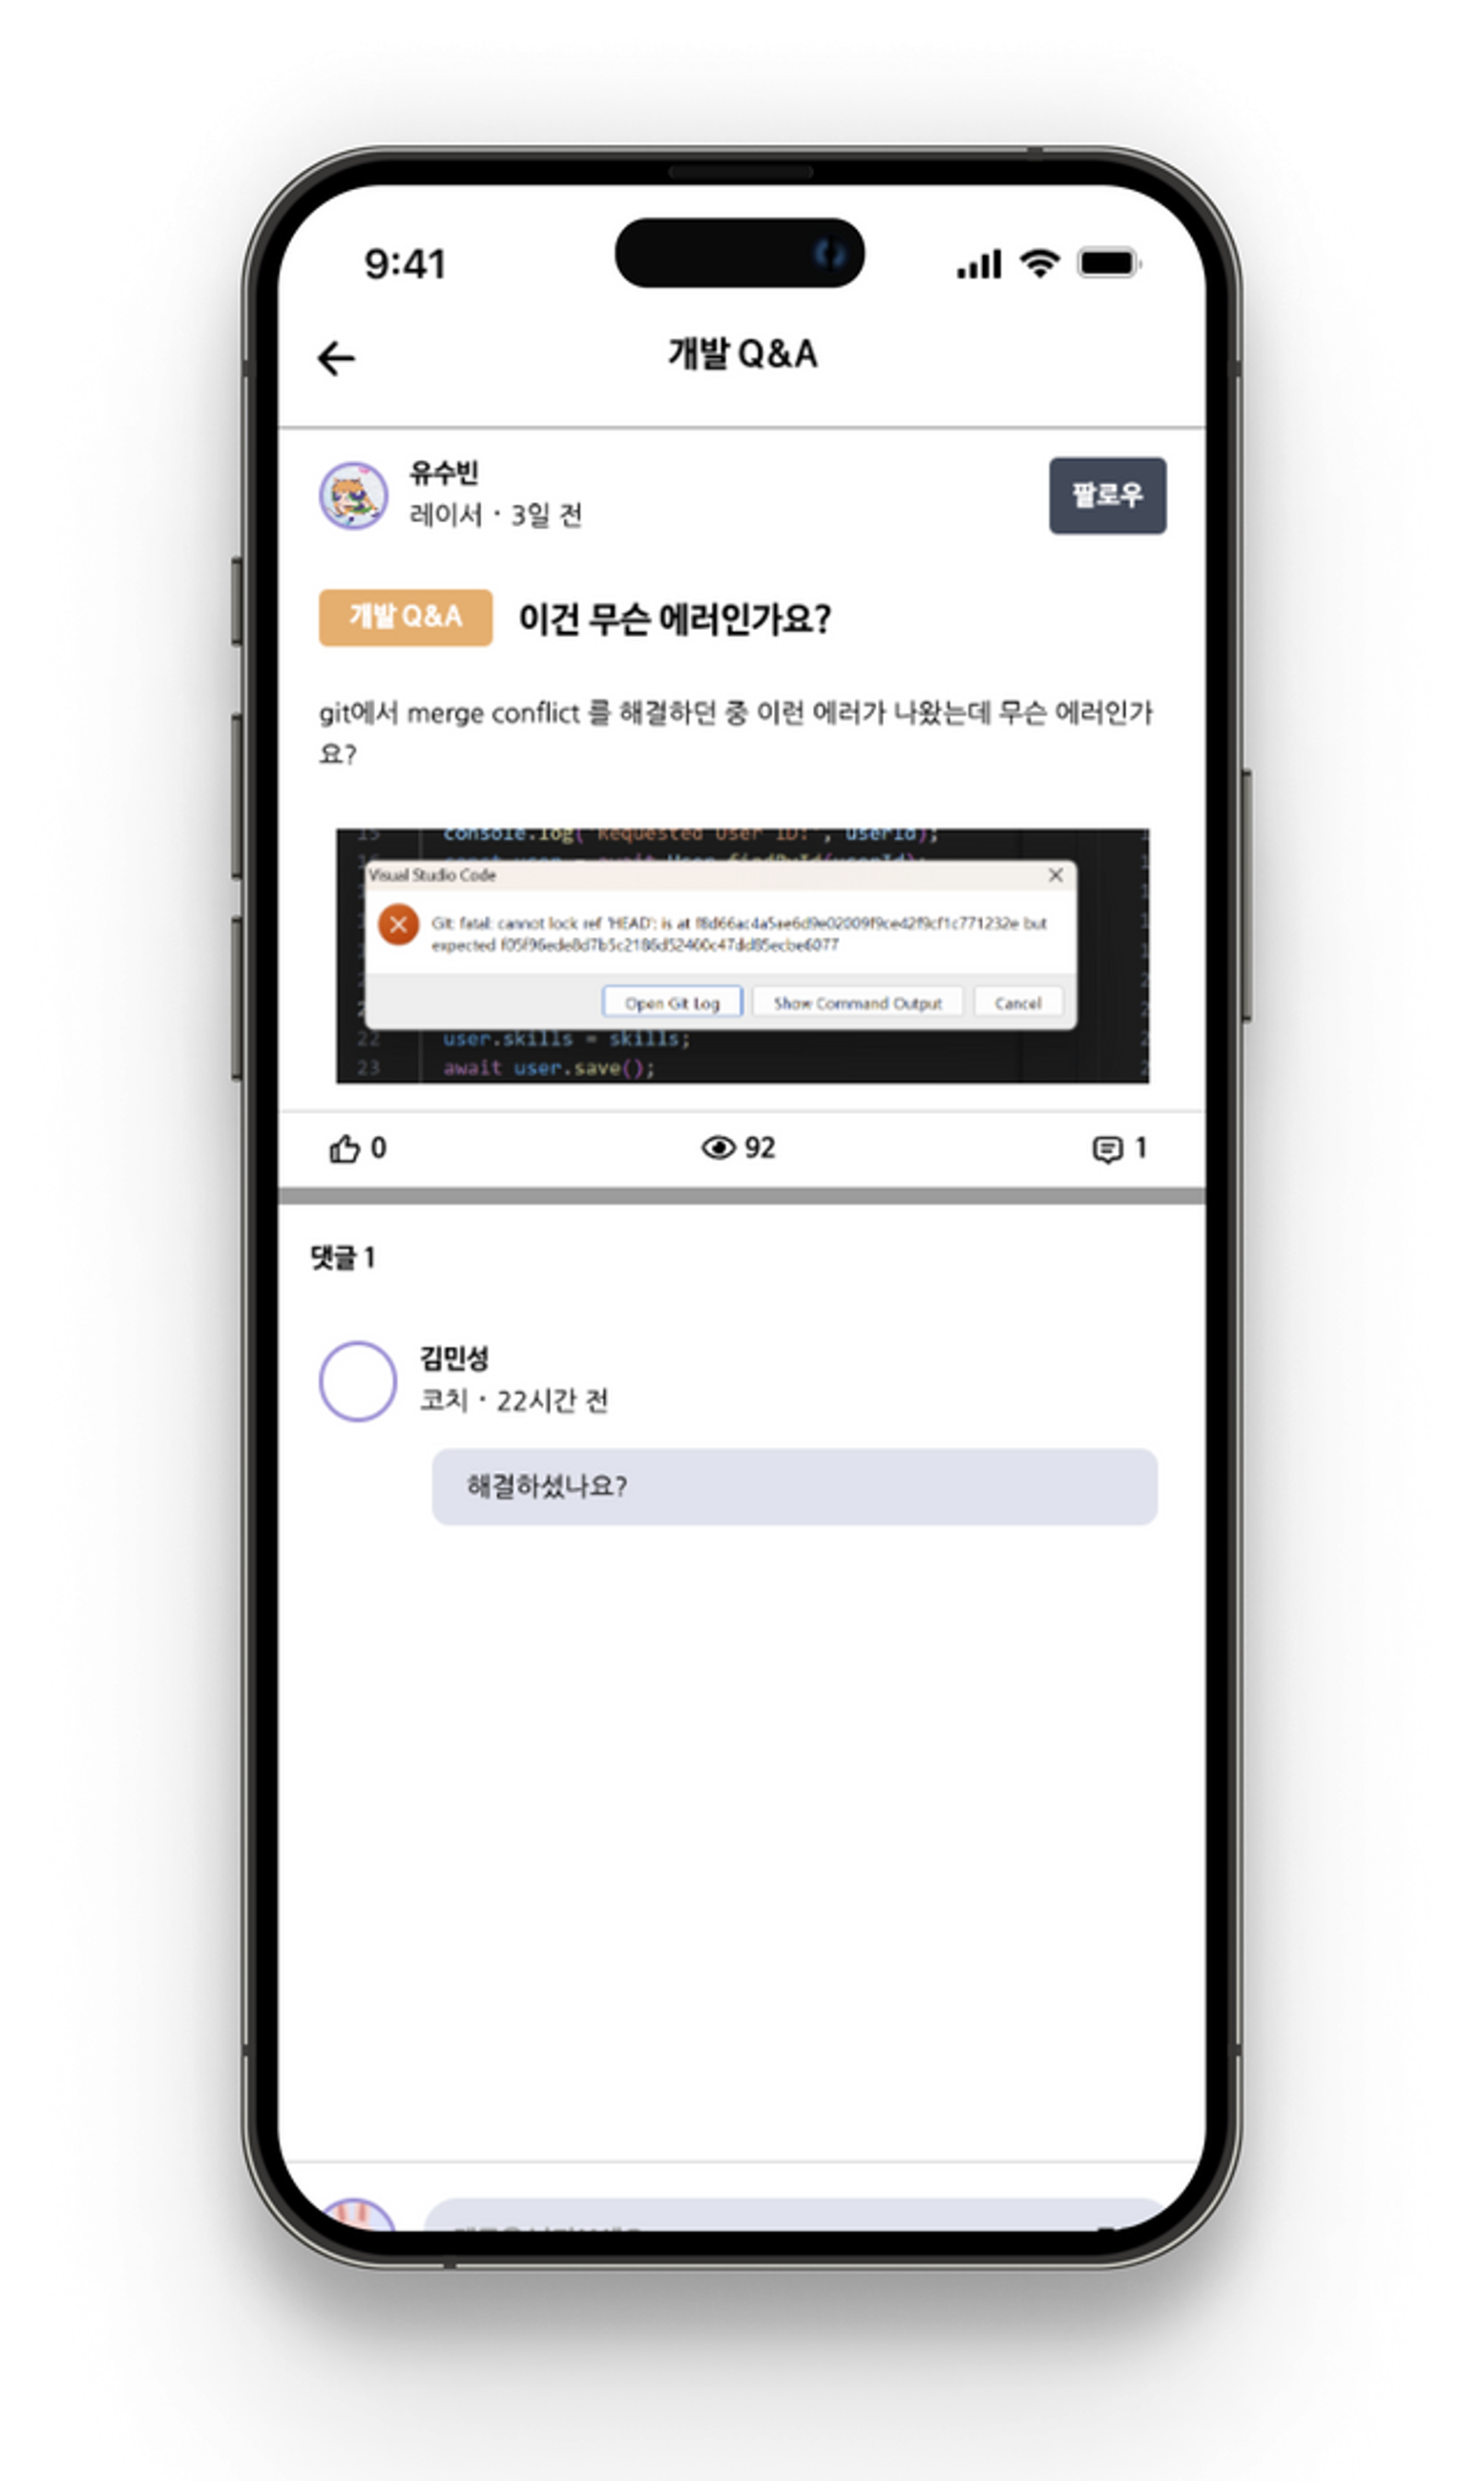 9:41
개발 Q&A
유수빈
레이서 · 3일 전
팔로우
개발 Q&A
이건 무슨 에러인가요?
git에서 merge conflict 를 해결하던 중 이런 에러가 나왔는데 무슨 에러인가
요?
15 console.log( Requested User ID: , userId);
Visual Studio Code
Git: fatal: cannot lock ref 'HEAD': is at but
expected
Open Git Log
Show Command Output
Cancel
22 user.skills = skills;
23 await user.save();
0
92
1
댓글 1
김민성
코치 · 22시간 전
해결하셨나요?